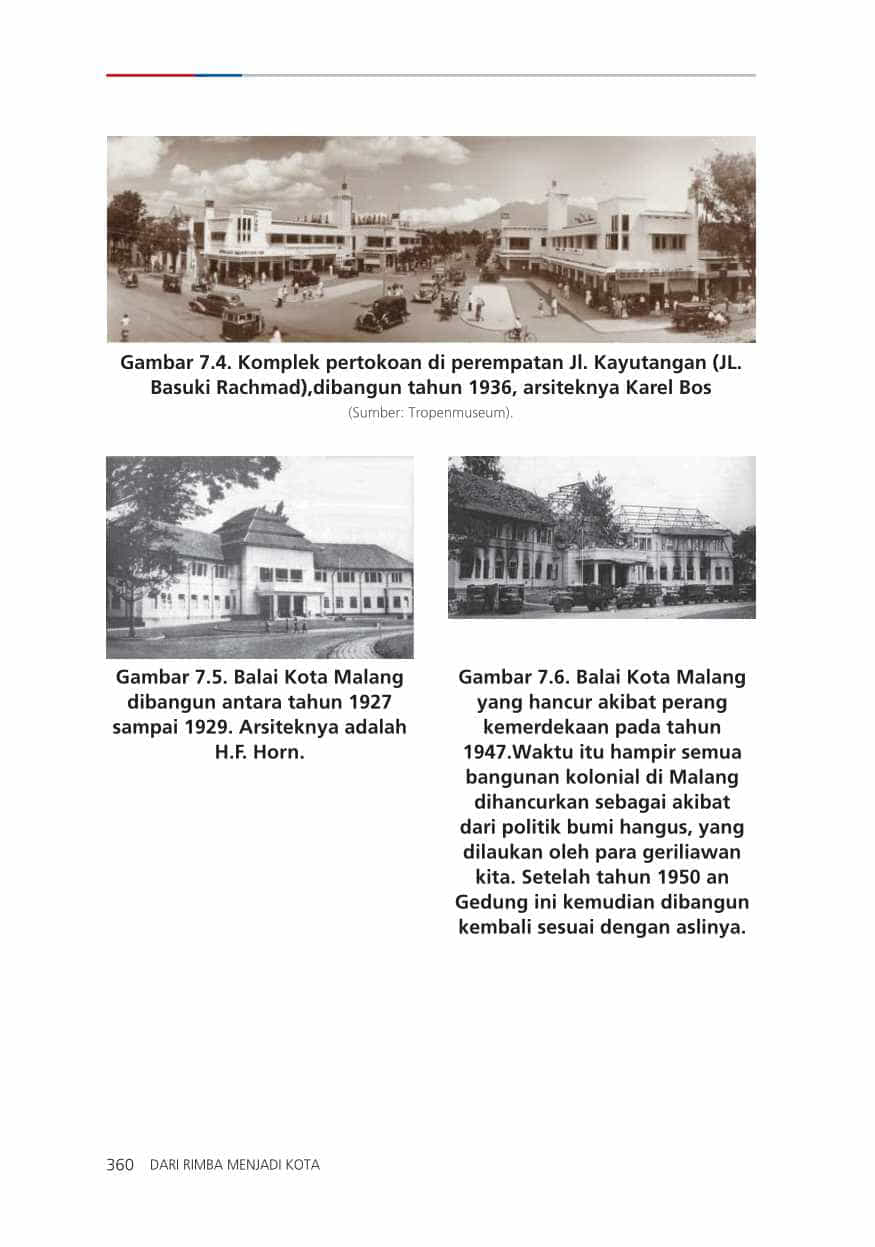 Gambar 7.4. Komplek pertokoan di perempatan Jl. Kayutangan (JL.
Basuki Rachmad),dibangun tahun 1936, arsiteknya Karel Bos
(Sumber: Tropenmuseum).
Gambar 7.5. Balai Kota Malang
dibangun antara tahun 1927
sampai 1929. Arsiteknya adalah
H.F. Horn.
Gambar 7.6. Balai Kota Malang
yang hancur akibat perang
kemerdekaan pada tahun
1947.Waktu itu hampir semua
bangunan kolonial di Malang
dihancurkan sebagai akibat
dari politik bumi hangus, yang
dilaukan oleh para geriliawan
kita. Setelah tahun 1950 an
Gedung ini kemudian dibangun
kembali sesuai dengan aslinya.
360 DARI RIMBA MENJADI KOTA